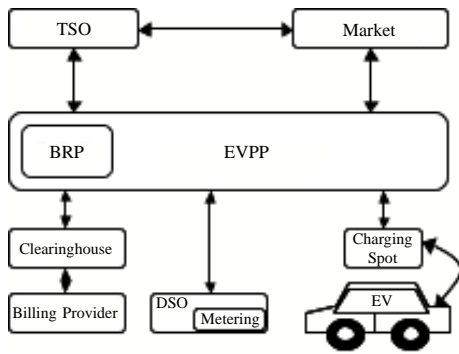 TSO
Market
BRP
EVPP
Clearinghouse
Charging
Spot
Billing Provider
DSO
Metering
EV